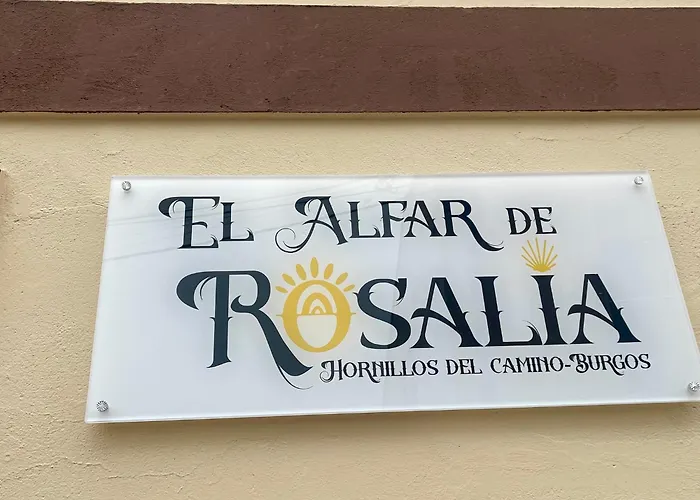 El Alfar de
Rosalia
Hornillos del Camino-Burgos